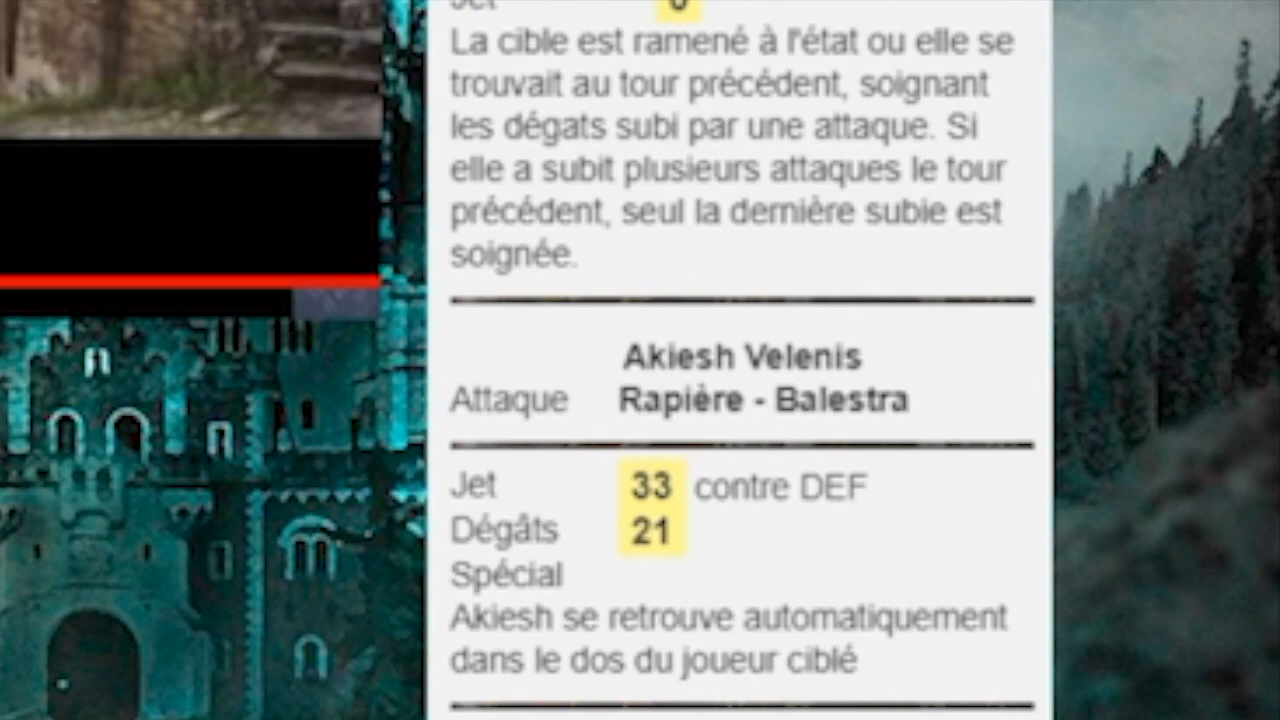 Jet 6
La cible est ramené à l'état ou elle se
trouvait au tour précédent, soignant
les dégats subi par une attaque. Si
elle a subit plusieurs attaques le tour
précédent, seul la dernière subie est
soignée.
Akiesh Velenis
Attaque Rapière - Balestra
Jet 33 contre DEF
Dégâts 21
Spécial
Akiesh se retrouve automatiquement
dans le dos du joueur ciblé